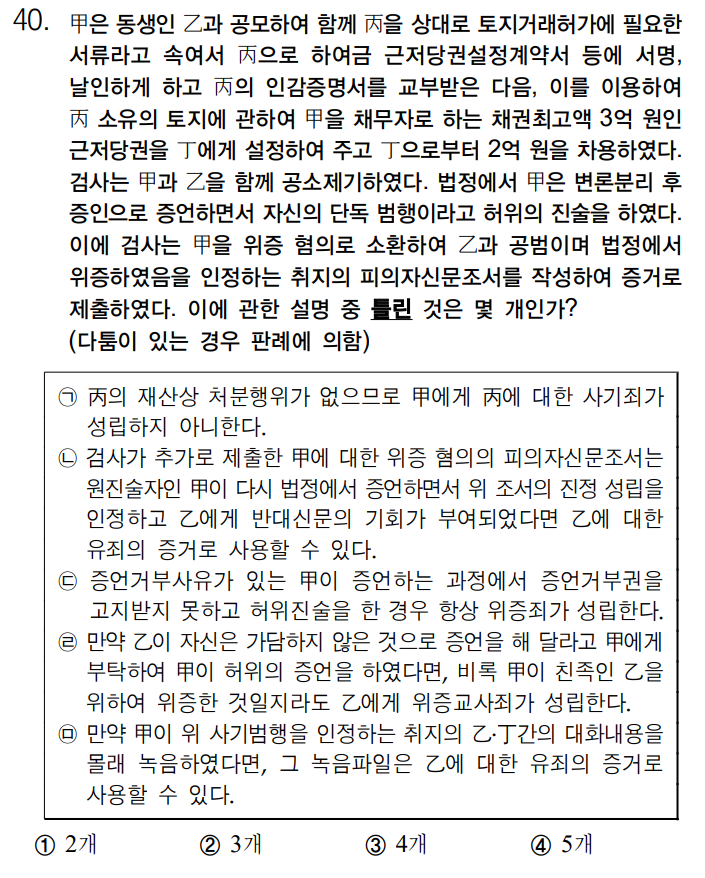 40. 甲은 동생인 乙과 공모하여 함께 丙을 상대로 토지거래허가에 필요한
서류라고 속여서 丙으로 하여금 근저당권설정계약서 등에 서명,
날인하게 하고 丙의 인감증명서를 교부받은 다음, 이를 이용하여
丙 소유의 토지에 관하여 甲을 채무자로 하는 채권최고액 3억 원인
근저당권을 丁에게 설정하여 주고 丁으로부터 2억 원을 차용하였다.
검사는 甲과 乙을 함께 공소제기하였다. 법정에서 甲은 변론분리 후
증인으로 증언하면서 자신의 단독 범행이라고 허위의 진술을 하였다.
이에 검사는 甲을 위증 혐의로 소환하여 乙과 공범이며 법정에서
위증하였음을 인정하는 취지의 피의자신문조서를 작성하여 증거로
제출하였다. 이에 관한 설명 중 틀린 것은 몇 개인가?
(다툼이 있는 경우 판례에 의함)
㉠ 丙의 재산상 처분행위가 없으므로 甲에게 丙에 대한 사기죄가
성립하지 아니한다.
㉡ 검사가 추가로 제출한 甲에 대한 위증 혐의의 피의자신문조서는
원진술자인 甲이 다시 법정에서 증언하면서 위 조서의 진정 성립을
인정하고 乙에게 반대신문의 기회가 부여되었다면 乙에 대한
유죄의 증거로 사용할 수 있다.
㉢ 증언거부사유가 있는 甲이 증언하는 과정에서 증언거부권을
고지받지 못하고 허위진술을 한 경우 항상 위증죄가 성립한다.
㉣ 만약 乙이 자신은 가담하지 않은 것으로 증언을 해 달라고 甲에게
부탁하여 甲이 허위의 증언을 하였다면, 비록 甲이 친족인 乙을
위하여 위증한 것일지라도 乙에게 위증교사죄가 성립한다.
㉤ 만약 甲이 위 사기범행을 인정하는 취지의 乙·丁간의 대화내용을
몰래 녹음하였다면, 그 녹음파일은 乙에 대한 유죄의 증거로
사용할 수 있다.
① 2개 ② 3개 ③ 4개 ④ 5개